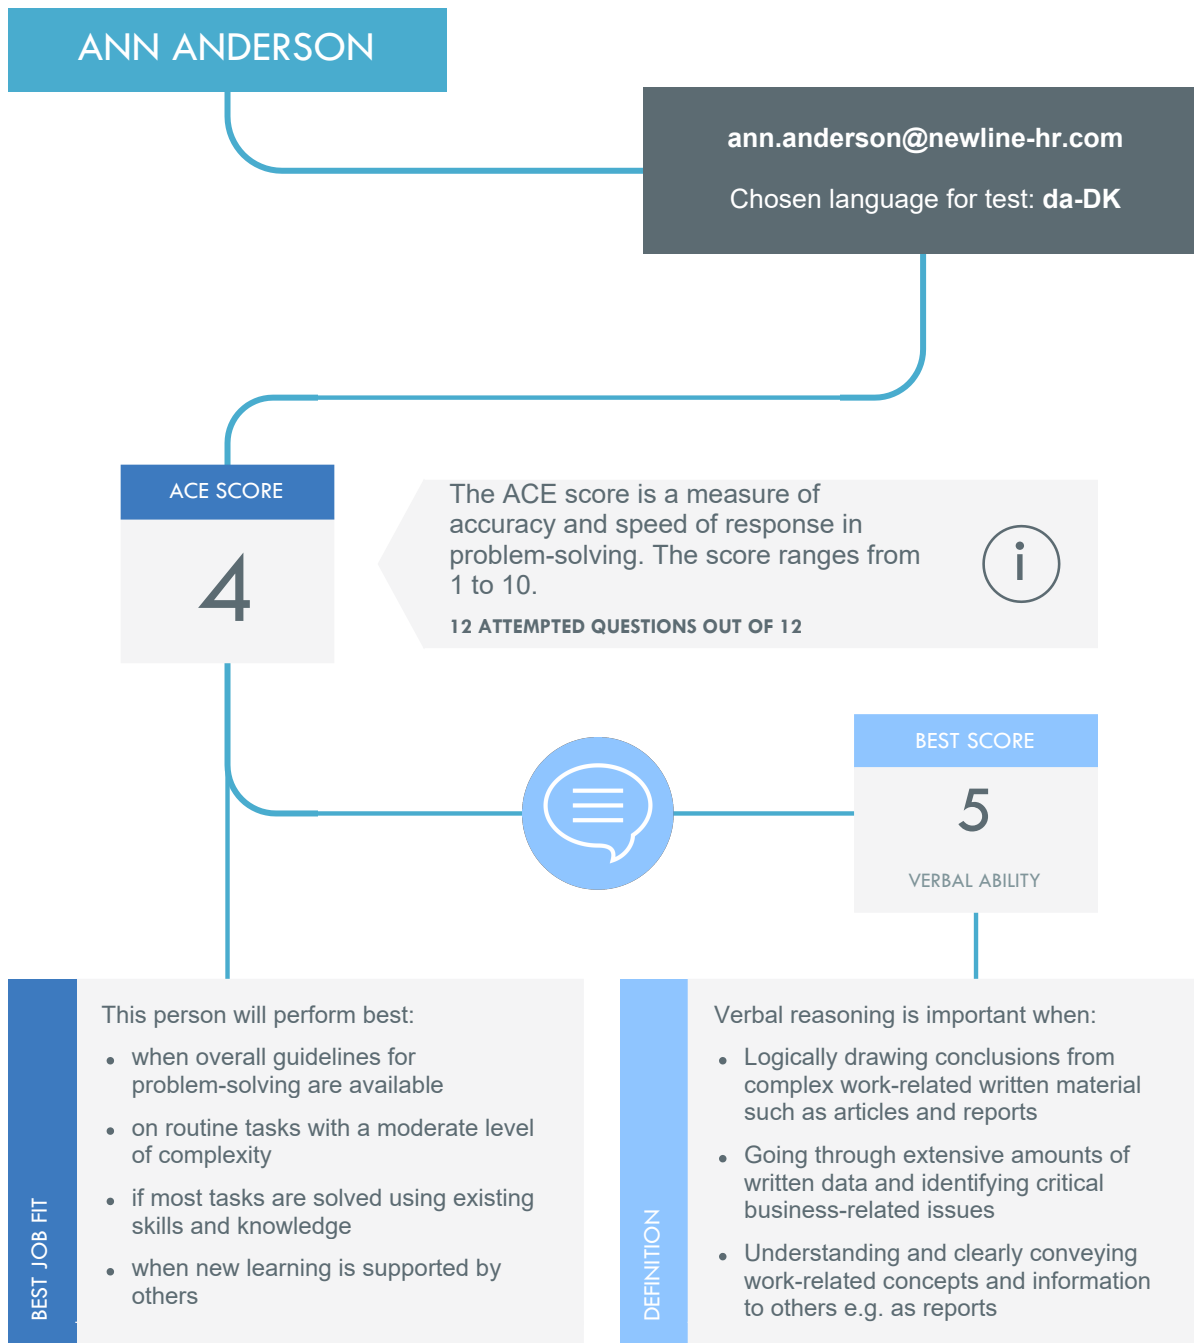 ANN ANDERSON
ann.anderson@newline-hr.com
Chosen language for test: da-DK
ACE SCORE
4
The ACE score is a measure of
accuracy and speed of response in
problem-solving. The score ranges from
1 to 10.
12 ATTEMPTED QUESTIONS OUT OF 12
i
BEST SCORE
5
VERBAL ABILITY
BEST JOB FIT
This person will perform best:
• when overall guidelines for
problem-solving are available
• on routine tasks with a moderate level
of complexity
• if most tasks are solved using existing
skills and knowledge
• when new learning is supported by
others
DEFINITION
Verbal reasoning is important when:
• Logically drawing conclusions from
complex work-related written material
such as articles and reports
• Going through extensive amounts of
written data and identifying critical
business-related issues
• Understanding and clearly conveying
work-related concepts and information
to others e.g. as reports